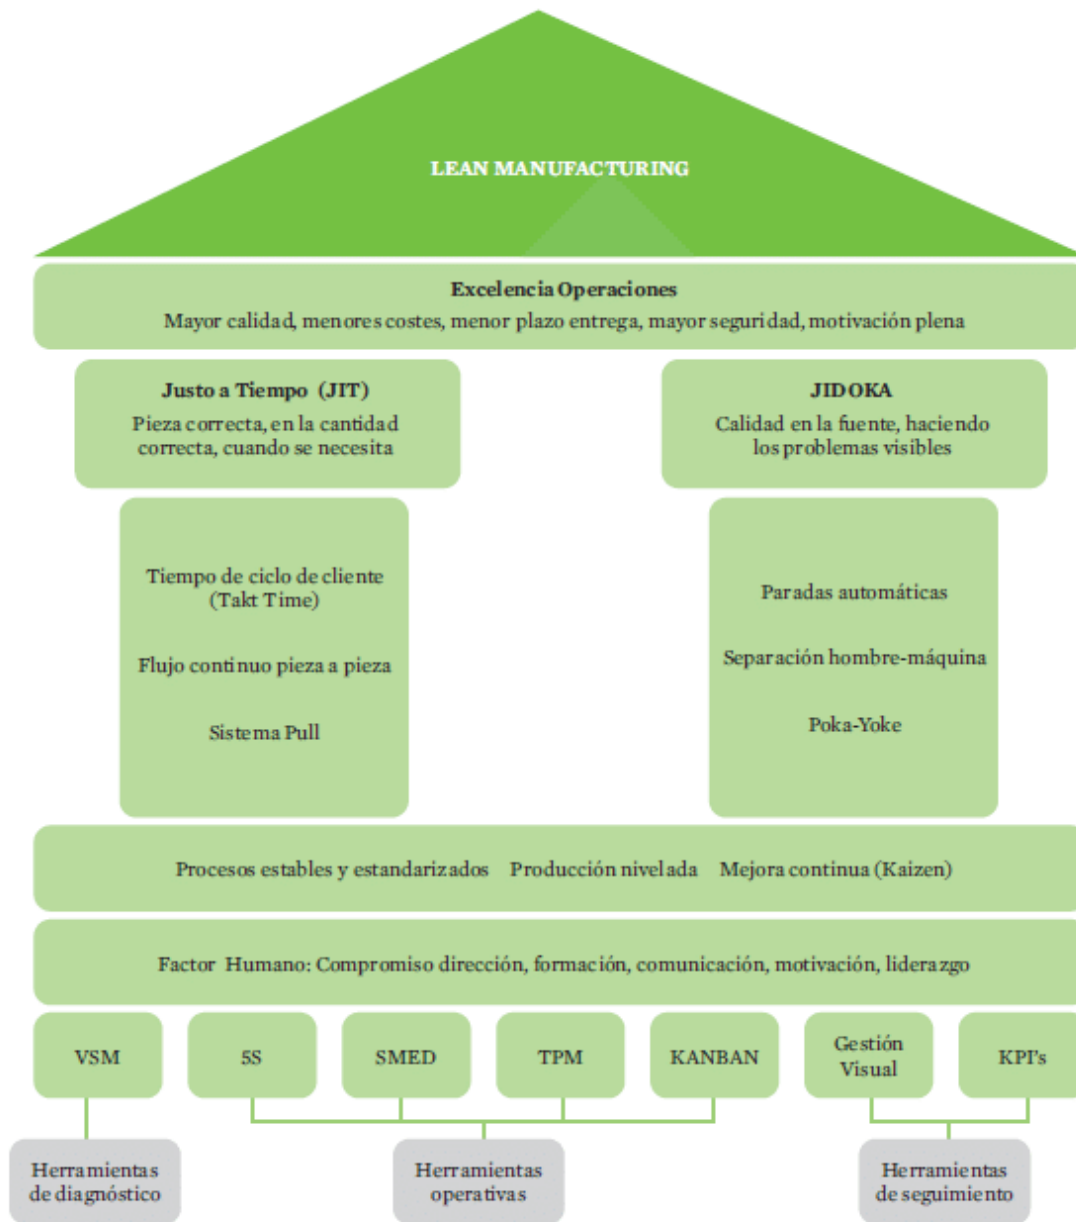 LEAN MANUFACTURING
Excelencia Operaciones
Mayor calidad, menores costes, menor plazo entrega, mayor seguridad, motivación plena
Justo a Tiempo (JIT)
Pieza correcta, en la cantidad
correcta, cuando se necesita
JIDOKA
Calidad en la fuente, haciendo
los problemas visibles
Tiempo de ciclo de cliente
(Takt Time)
Flujo continuo pieza a pieza
Sistema Pull
Paradas automáticas
Separación hombre-máquina
Poka-Yoke
Procesos estables y estandarizados Producción nivelada Mejora continua (Kaizen)
Factor Humano: Compromiso dirección, formación, comunicación, motivación, liderazgo
VSM
5S
SMED
TPM
KANBAN
Gestión
Visual
KPI's
Herramientas
de diagnóstico
Herramientas
operativas
Herramientas
de seguimiento